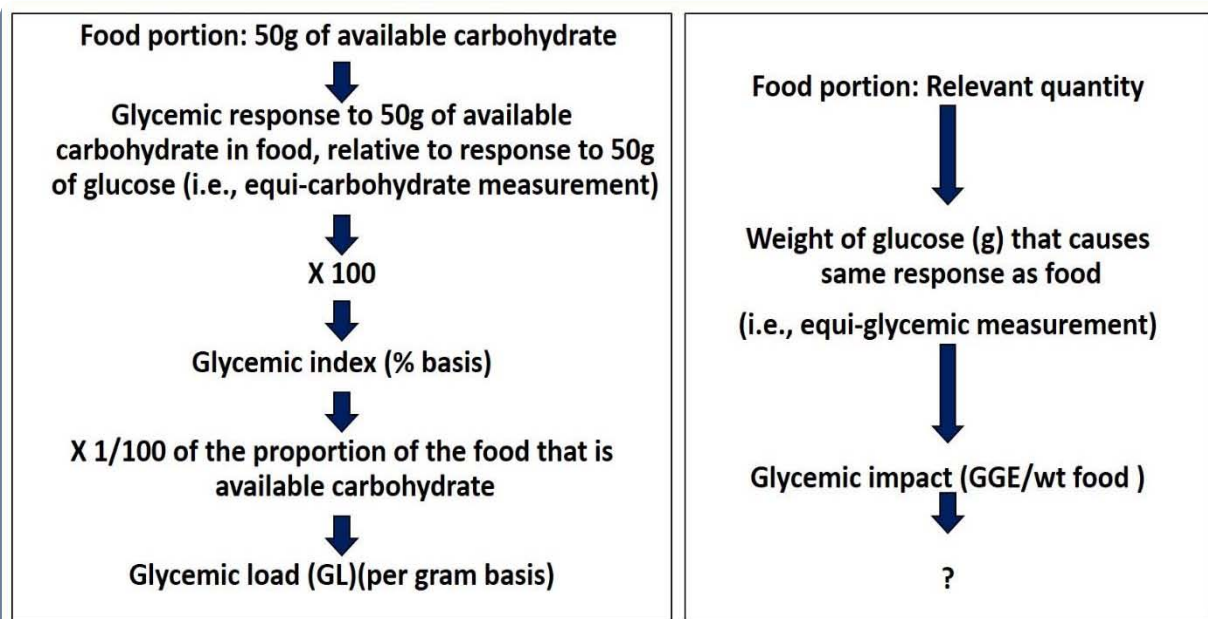 Food portion: 50g of available carbohydrate
Glycemic response to 50g of available
carbohydrate in food, relative to response to 50g
of glucose (i.e., equi-carbohydrate measurement)
X 100
Glycemic index (% basis)
X 1/100 of the proportion of the food that is
available carbohydrate
Glycemic load (GL)(per gram basis)
Food portion: Relevant quantity
Weight of glucose (g) that causes
same response as food
(i.e., equi-glycemic measurement)
Glycemic impact (GGE/wt food )
?